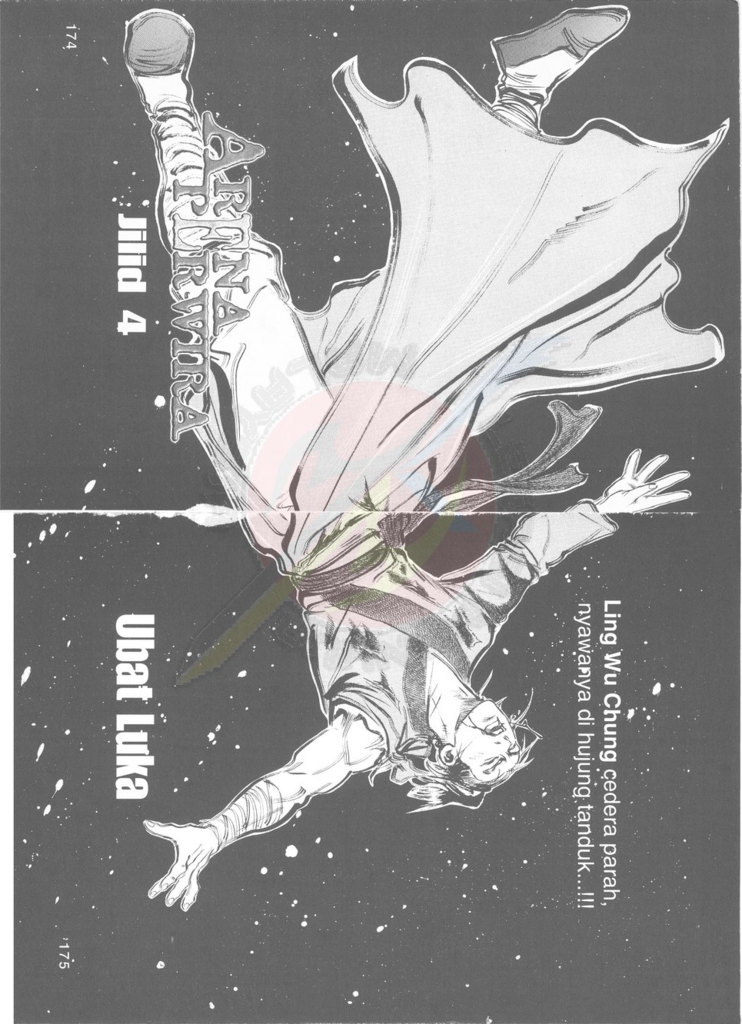 174
ARENA
PERWIRA
Jilid 4
Ubat Luka
Ling Wu Chung cedera parah,
nyawanya di hujung tanduk...!!!
175